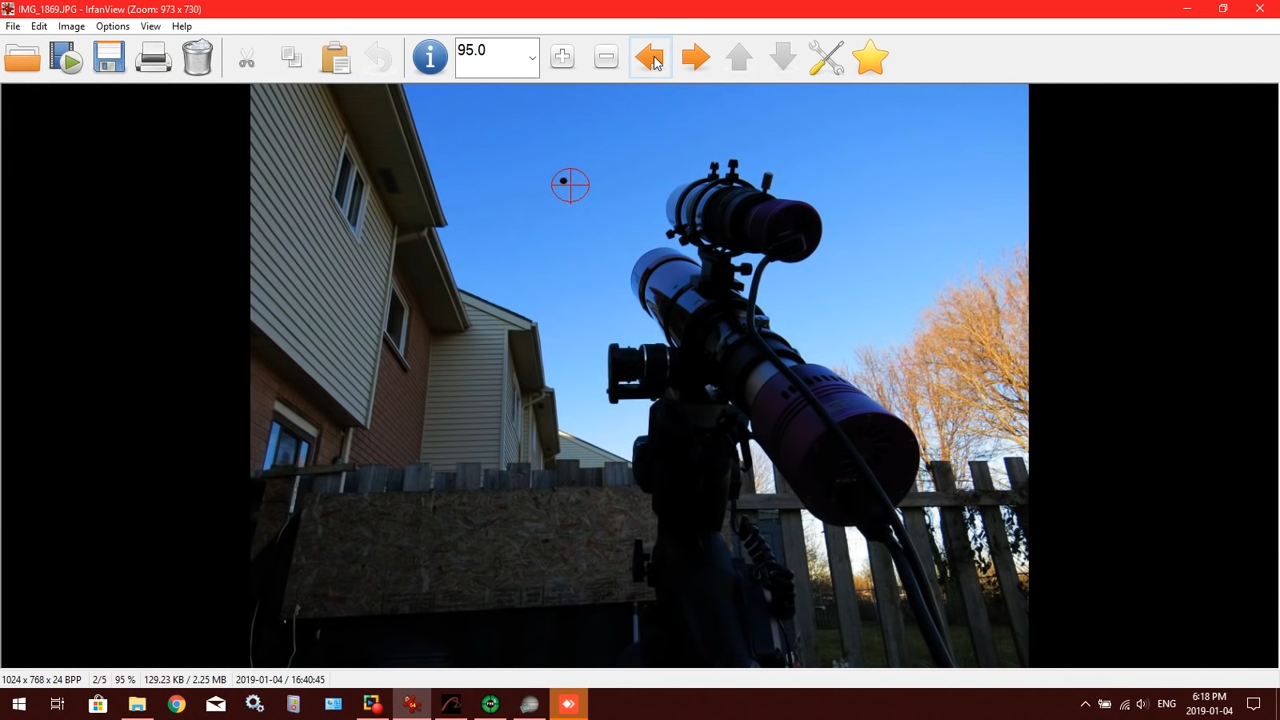 IMG_1869.JPG - IrfanView (Zoom: 973 x 730)
File Edit Image Options View Help
95.0
1024 x 768 x 24 BPP 2/5 95 % 129.23 KB / 2.25 MB 2019-01-04 / 16:40:45
6:18 PM
ENG
2019-01-04